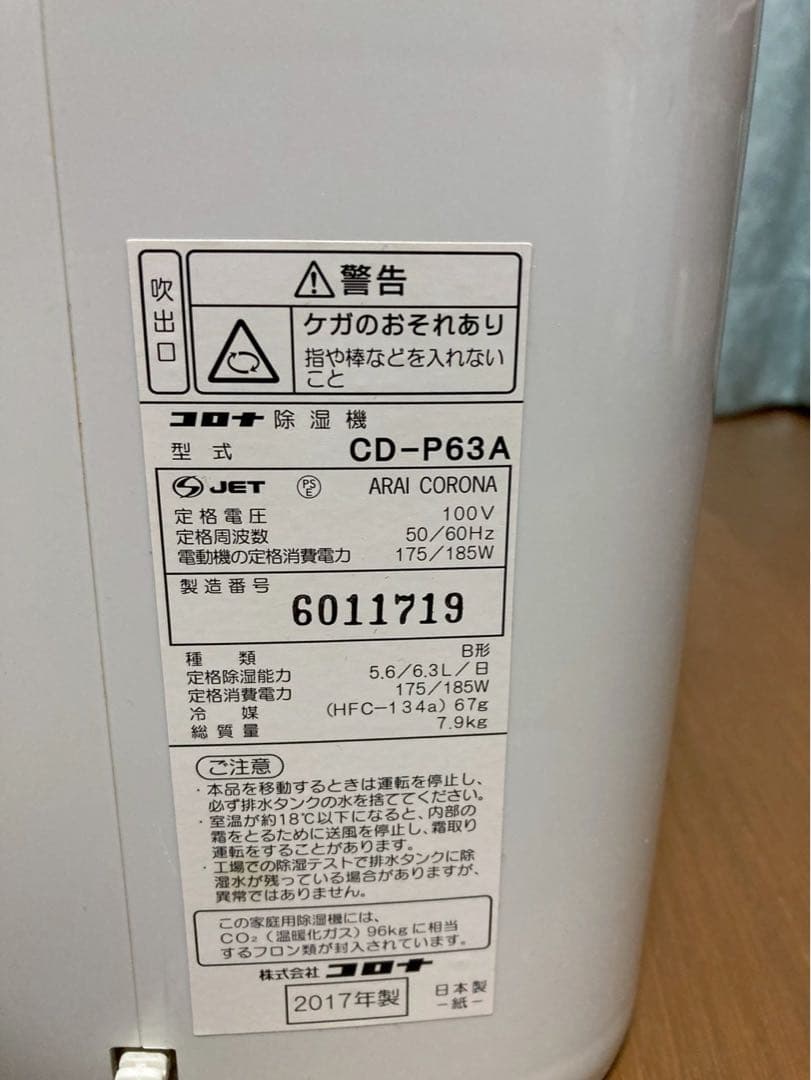 吹出口
警告
ケガのおそれあり
指や棒などを入れない
こと
コロナ 除湿機
型式 CD-P63A
JET PS E ARAI CORONA
定格電圧 100V
定格周波数 50/60Hz
電動機の定格消費電力 175/185W
製造番号
6011719
種類 B形
定格除湿能力 5.6/6.3L/日
定格消費電力 175/185W
冷媒 (HFC-134a) 67g
総質量 7.9kg
ご注意
・本品を移動するときは運転を停止し、
必ず排水タンクの水を捨ててください。
・室温が約18℃以下になると、内部の
霜をとるために送風を停止し、霜取り
運転をすることがあります。
・工場での除湿テストで排水タンクに除
湿水が残っている場合がありますが、
異常ではありません。
この家庭用除湿機には、
CO₂（温暖化ガス）96kgに相当
するフロン類が封入されています。
株式会社 コロナ
2017年製
日本製
-紙-